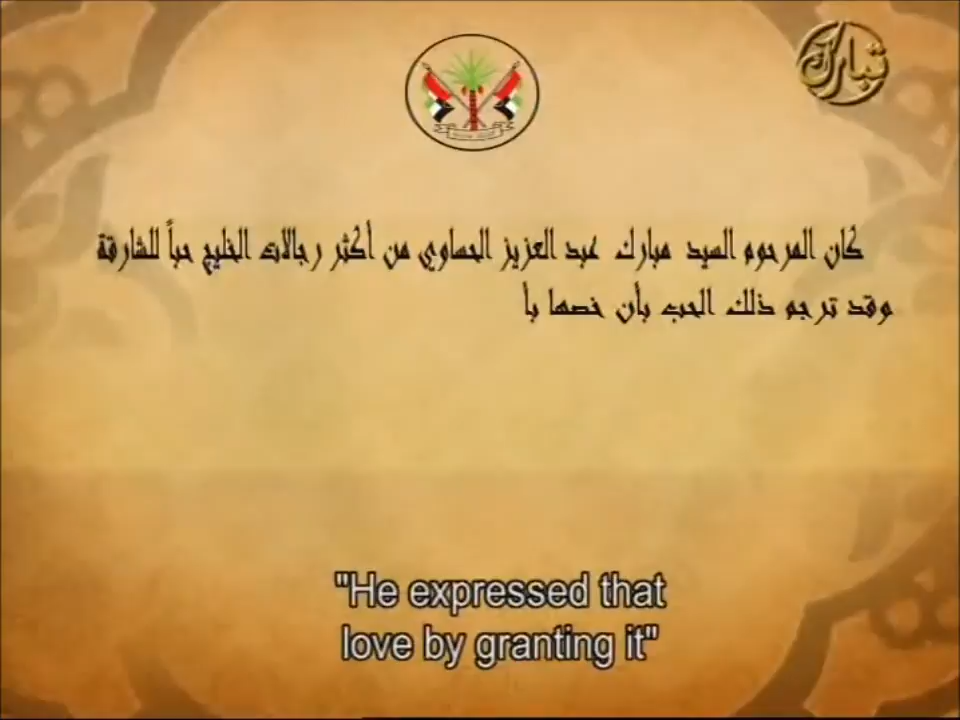 تبارك
كان المرحوم السيد مبارك عبد العزيز الحساوي من أكثر رجالات الخليج حباً للشارقة
وقد ترجم ذلك الحب بأن خصها بأ
"He expressed that
love by granting it"